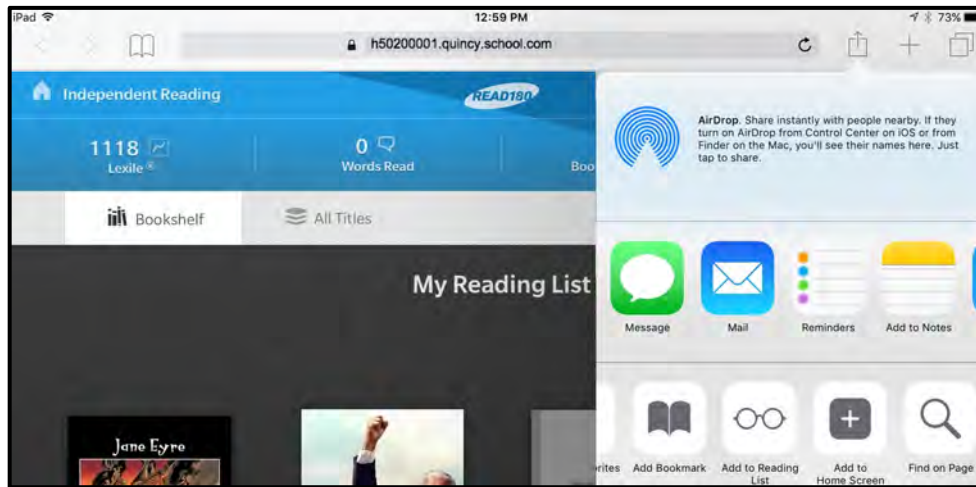 iPad 12:59 PM 73%
h50200001.quincy.school.com
Independent Reading READ180
1118
Lexile®
0
Words Read
Boo
Bookshelf
All Titles
My Reading List
Jane Eyre
AirDrop. Share instantly with people nearby. If they
turn on AirDrop from Control Center on iOS or from
Finder on the Mac, you'll see their names here. Just
tap to share.
Message Mail Reminders Add to Notes
rites Add Bookmark Add to Reading
List
Add to
Home Screen
Find on Page